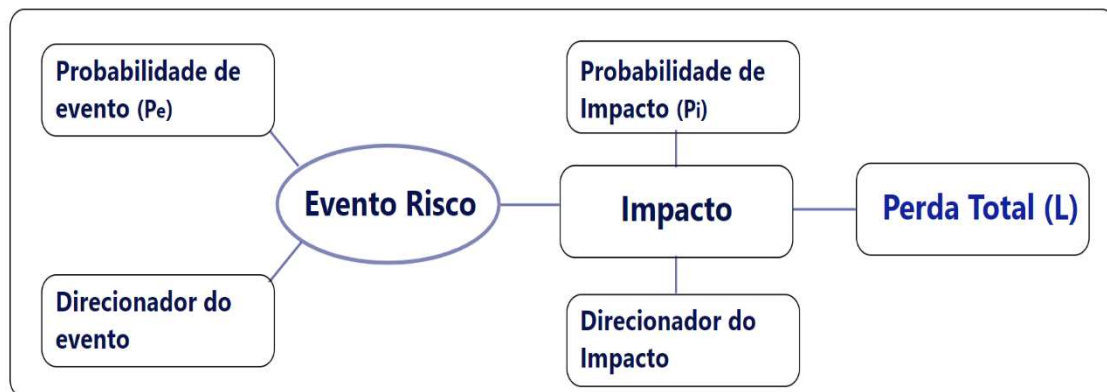 Probabilidade de
evento (Pe)
Probabilidade de
Impacto (Pi)
Evento Risco
Impacto
Perda Total (L)
Direcionador do
evento
Direcionador do
Impacto